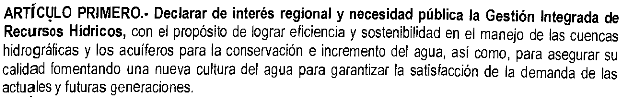 ARTÍCULO PRIMERO.- Declarar de interés regional y necesidad pública la Gestión Integrada de
Recursos Hídricos, con el propósito de lograr eficiencia y sostenibilidad en el manejo de las cuencas
hidrográficas y los acuíferos para la conservación e incremento del agua, así como, para asegurar su
calidad fomentando una nueva cultura del agua para garantizar la satisfacción de la demanda de las
actuales y futuras generaciones.